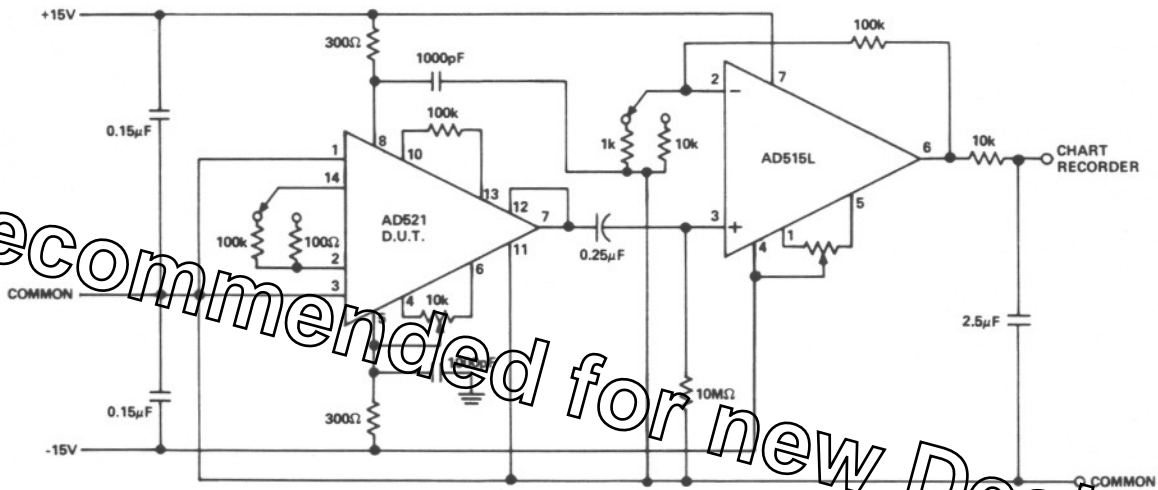 +15V
300Ω
1000pF
100k
0.15µF
1
14
8
10
100k
13
12
7
11
AD521
D.U.T.
100k
100Ω
2
3
COMMON
4
10k
6
5
0.15µF
300Ω
-15V
0.25µF
1k
10k
2
−
7
AD515L
6
10k
CHART
RECORDER
3
+
4
1
5
10MΩ
2.5µF
COMMON
ecommended for new Des